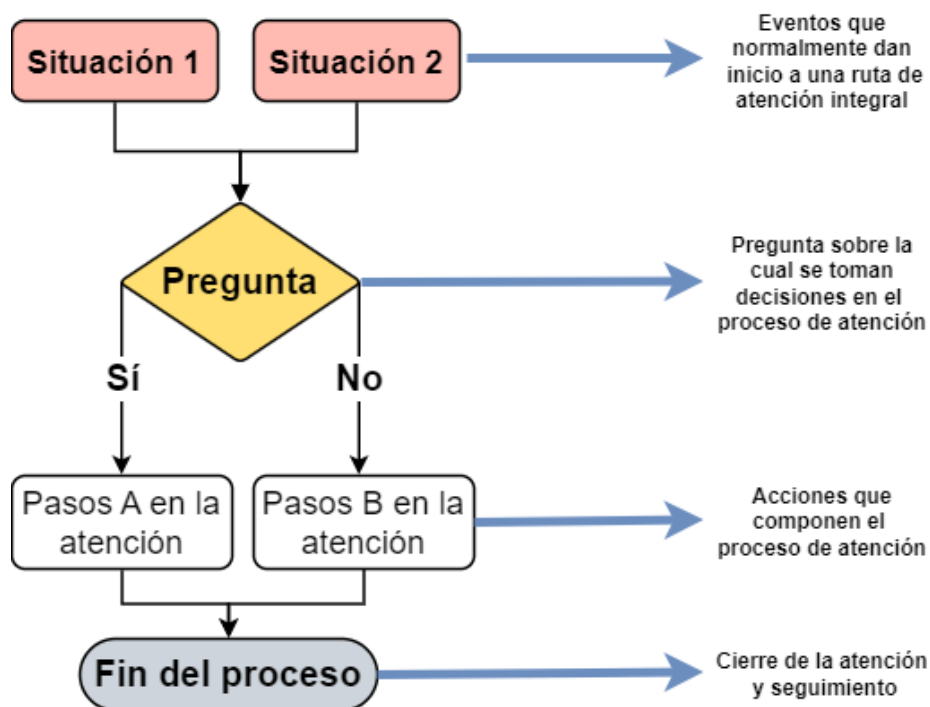 Situación 1
Situación 2
Eventos que
normalmente dan
inicio a una ruta de
atención integral
Pregunta
Pregunta sobre la
cual se toman
decisiones en el
proceso de atención
Sí
No
Pasos A en la
atención
Pasos B en la
atención
Acciones que
componen el
proceso de atención
Fin del proceso
Cierre de la atención
y seguimiento